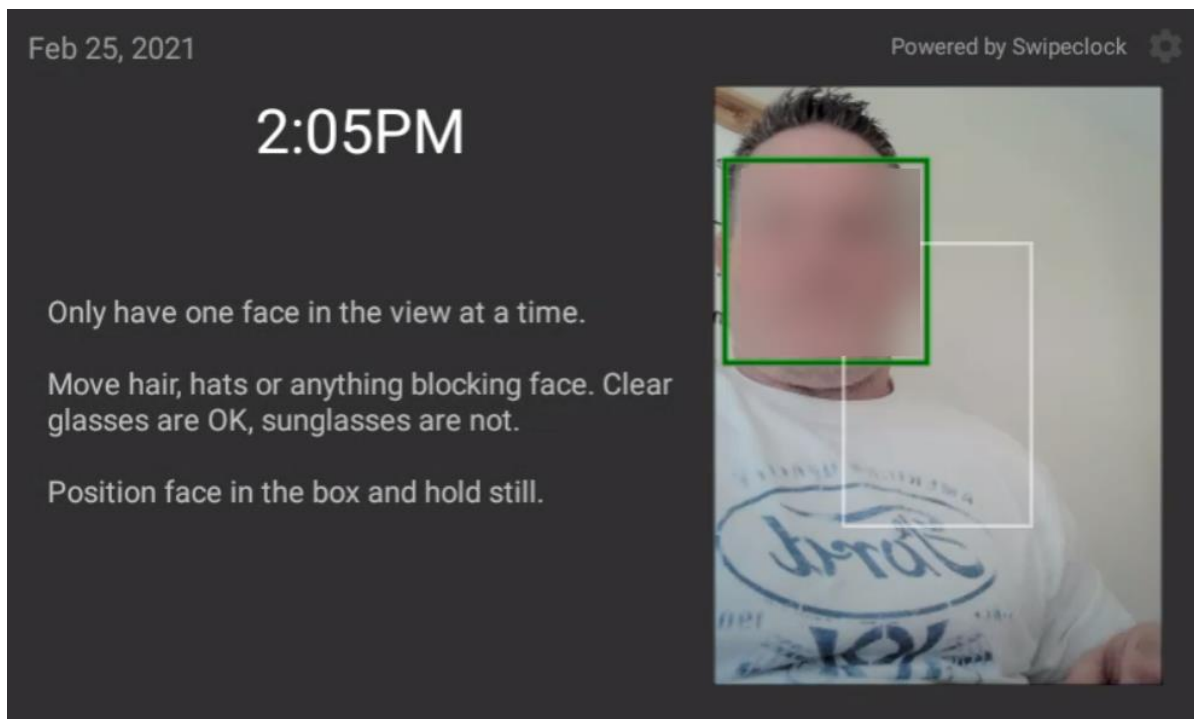 Feb 25, 2021
Powered by Swipeclock
2:05PM
Only have one face in the view at a time.
Move hair, hats or anything blocking face. Clear
glasses are OK, sunglasses are not.
Position face in the box and hold still.
Ford